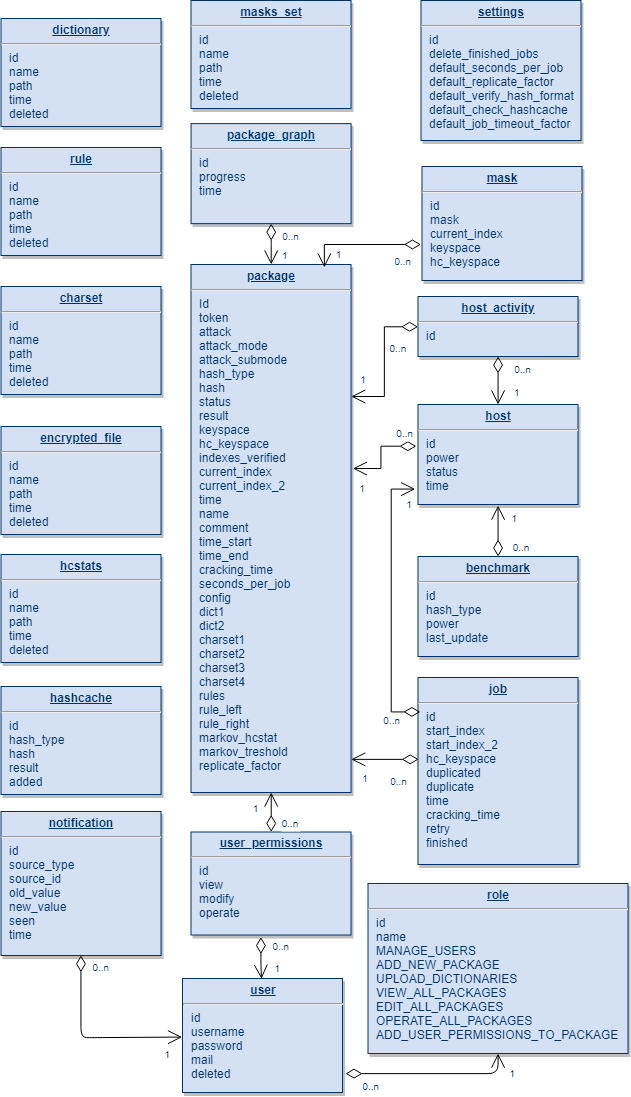 dictionary
id
name
path
time
deleted
masks_set
id
name
path
time
deleted
settings
id
delete_finished_jobs
default_seconds_per_job
default_replicate_factor
default_verify_hash_format
default_check_hashcache
default_job_timeout_factor
rule
id
name
path
time
deleted
package_graph
id
progress
time
0..n
1
mask
id
mask
current_index
keyspace
hc_keyspace
0..n
1
charset
id
name
path
time
deleted
package
Id
token
attack
attack_mode
attack_submode
hash_type
hash
status
result
keyspace
hc_keyspace
indexes_verified
current_index
current_index_2
time
name
comment
time_start
time_end
cracking_time
seconds_per_job
config
dict1
dict2
charset1
charset2
charset3
charset4
rules
rule_left
rule_right
markov_hcstat
markov_treshold
replicate_factor
host_activity
id
0..n
1
0..n
1
host
id
power
status
time
0..n
1
1
1
0..n
benchmark
id
hash_type
power
last_update
encrypted_file
id
name
path
time
deleted
hcstats
id
name
path
time
deleted
hashcache
id
hash_type
hash
result
added
job
id
start_index
start_index_2
hc_keyspace
duplicated
duplicate
time
cracking_time
retry
finished
0..n
1
0..n
notification
id
source_type
source_id
old_value
new_value
seen
time
0..n
1
1
0..n
user_permissions
id
view
modify
operate
0..n
1
user
id
username
password
mail
deleted
0..n
1
role
id
name
MANAGE_USERS
ADD_NEW_PACKAGE
UPLOAD_DICTIONARIES
VIEW_ALL_PACKAGES
EDIT_ALL_PACKAGES
OPERATE_ALL_PACKAGES
ADD_USER_PERMISSIONS_TO_PACKAGE